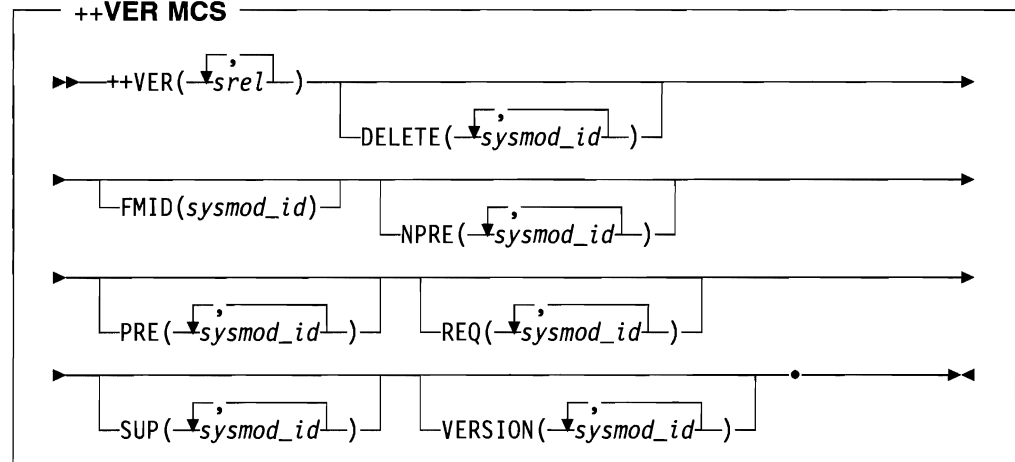 ++VER MCS
++VER(srel)
,
DELETE(sysmod_id)
,
FMID(sysmod_id)
NPRE(sysmod_id)
,
PRE(sysmod_id)
,
REQ(sysmod_id)
,
SUP(sysmod_id)
,
VERSION(sysmod_id)
,
.